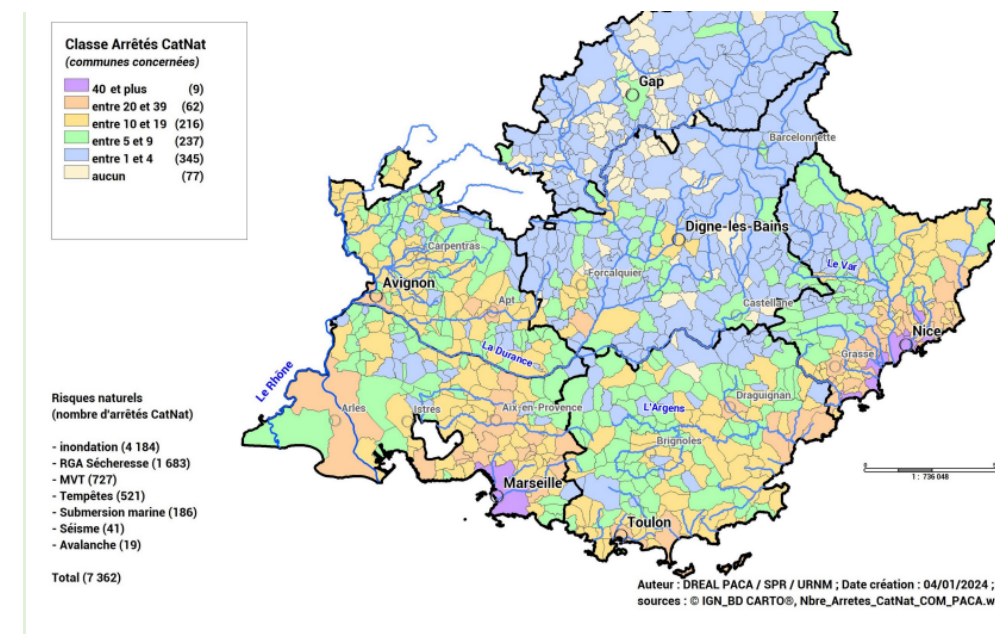 Classe Arrêtés CatNat
(communes concernées)
40 et plus (9)
entre 20 et 39 (62)
entre 10 et 19 (216)
entre 5 et 9 (237)
entre 1 et 4 (345)
aucun (77)
Gap
Barcelonnette
Digne-les-Bains
Carpentras
Le Var
Forcalquier
Avignon
Apt
Castellane
Nice
La Durance
Grasse
Le Rhône
Draguignan
Arles
Istres
Aix-en-Provence
L'Argens
Brignoles
Marseille
Toulon
Risques naturels
(nombre d'arrêtés CatNat)
- inondation (4 184)
- RGA Sécheresse (1 683)
- MVT (727)
- Tempêtes (521)
- Submersion marine (186)
- Séisme (41)
- Avalanche (19)
Total (7 362)
1 : 736 048
Auteur : DREAL PACA / SPR / URNM ; Date création : 04/01/2024 ;
sources : © IGN_BD CARTO®, Nbre_Arretes_CatNat_COM_PACA.w